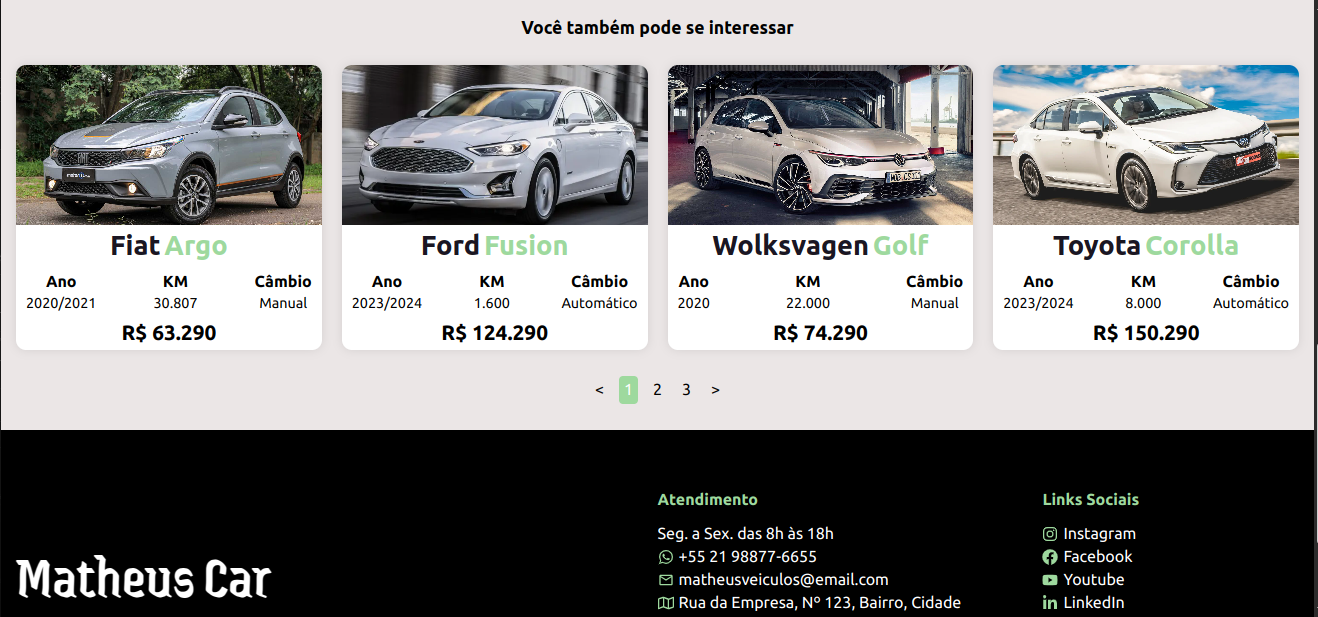 Você também pode se interessar
Fiat Argo
Ano KM Câmbio
2020/2021 30.807 Manual
R$ 63.290
Ford Fusion
Ano KM Câmbio
2023/2024 1.600 Automático
R$ 124.290
Wolksvagen Golf
Ano KM Câmbio
2020 22.000 Manual
R$ 74.290
Toyota Corolla
Ano KM Câmbio
2023/2024 8.000 Automático
R$ 150.290
< 1 2 3 >
Matheus Car
Atendimento
Seg. a Sex. das 8h às 18h
+55 21 98877-6655
matheusveiculos@email.com
Rua da Empresa, Nº 123, Bairro, Cidade
Links Sociais
Instagram
Facebook
Youtube
LinkedIn